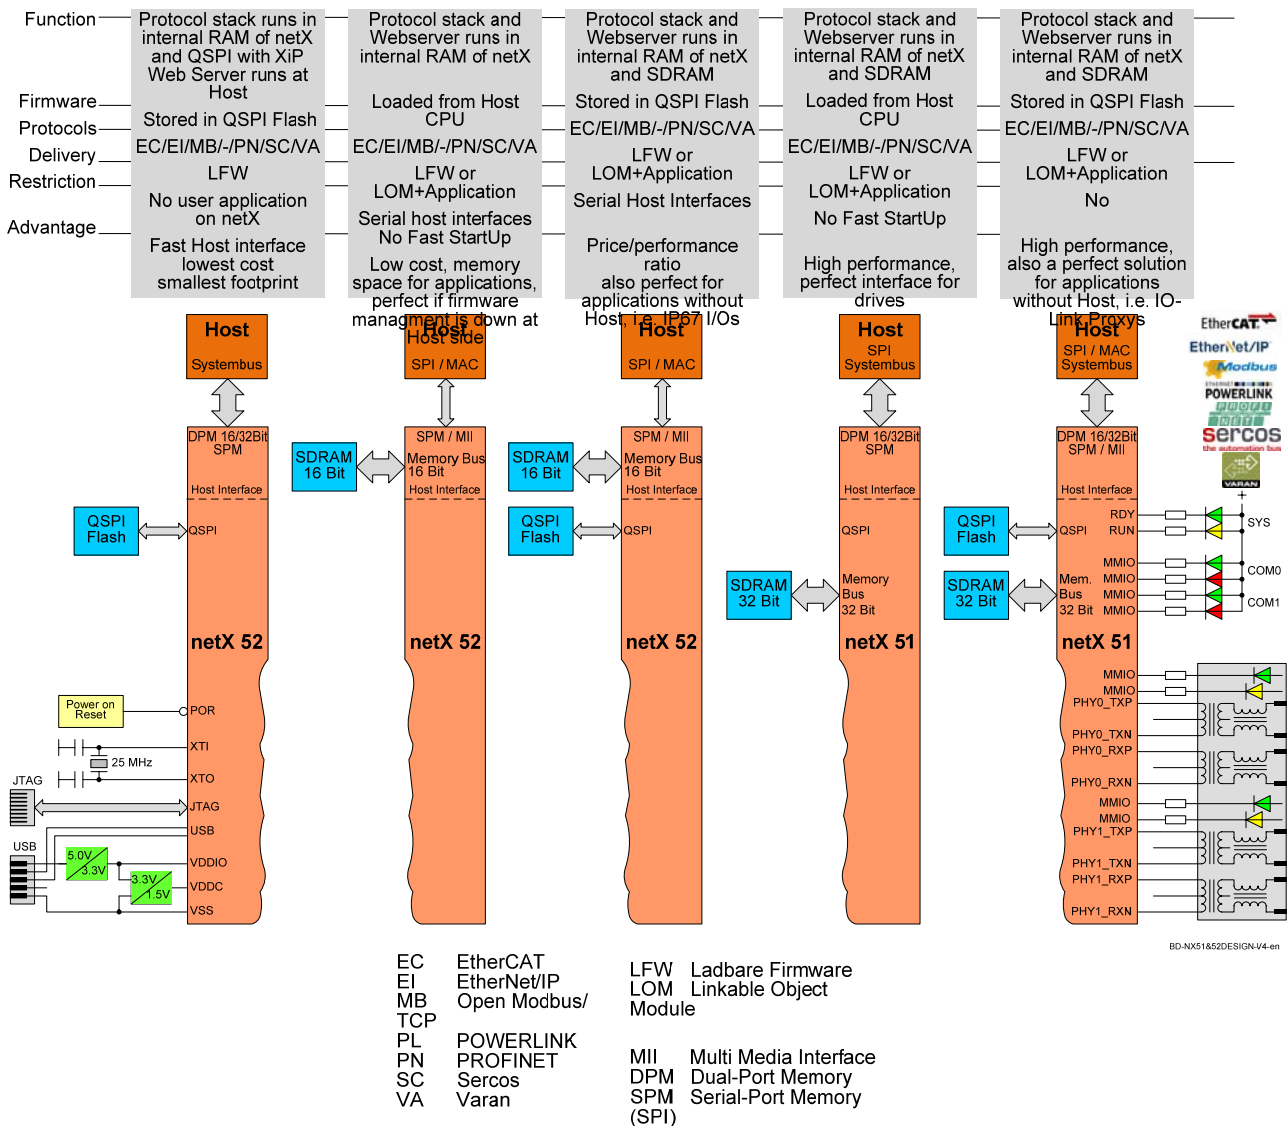 Function
Firmware
Protocols
Delivery
Restriction
Advantage
Protocol stack runs in
internal RAM of netX
and QSPI with XiP
Web Server runs at
Host
Stored in QSPI Flash
EC/EI/MB/-/PN/SC/VA
LFW
No user application
on netX
Fast Host interface
lowest cost
smallest footprint
Protocol stack and
Webserver runs in
internal RAM of netX
Loaded from Host
CPU
EC/EI/MB/-/PN/SC/VA
LFW or
LOM+Application
Serial host interfaces
No Fast StartUp
Low cost, memory
space for applications,
perfect if firmware
managment is down at
Host side
Protocol stack and
Webserver runs in
internal RAM of netX
and SDRAM
Stored in QSPI Flash
EC/EI/MB/-/PN/SC/VA
LFW or
LOM+Application
Serial Host Interfaces
Price/performance
ratio
also perfect for
applications without
Host, i.e. IP67 I/Os
Protocol stack and
Webserver runs in
internal RAM of netX
and SDRAM
Loaded from Host
CPU
EC/EI/MB/-/PN/SC/VA
LFW or
LOM+Application
No Fast StartUp
High performance,
perfect interface for
drives
Protocol stack and
Webserver runs in
internal RAM of netX
and SDRAM
Stored in QSPI Flash
EC/EI/MB/-/PN/SC/VA
LFW or
LOM+Application
No
High performance,
also a perfect solution
for applications
without Host, i.e. IO-
Link Proxys
Host
Systembus
DPM 16/32Bit
SPM
Host Interface
QSPI
Flash
QSPI
netX 52
Power on
Reset
POR
XTI
25 MHz
XTO
JTAG
JTAG
USB
USB
5.0V
3.3V
VDDIO
3.3V
1.5V
VDDC
VSS
Host
SPI / MAC
SPM / MII
SDRAM
16 Bit
Memory Bus
16 Bit
Host Interface
netX 52
Host
SPI / MAC
SPM / MII
SDRAM
16 Bit
Memory Bus
16 Bit
Host Interface
QSPI
Flash
QSPI
netX 52
Host
SPI
Systembus
DPM 16/32Bit
SPM
Host Interface
QSPI
SDRAM
32 Bit
Memory
Bus
32 Bit
netX 51
Host
SPI / MAC
Systembus
DPM 16/32Bit
SPM / MII
Host Interface
QSPI
Flash
QSPI
SDRAM
32 Bit
Mem.
Bus
32 Bit
netX 51
RDY
RUN
SYS
MMIO
MMIO
COM0
MMIO
MMIO
COM1
MMIO
MMIO
PHY0_TXP
PHY0_TXN
PHY0_RXP
PHY0_RXN
MMIO
MMIO
PHY1_TXP
PHY1_TXN
PHY1_RXP
PHY1_RXN
EtherCAT
EtherNet/IP
Modbus
ETHERNET
POWERLINK
PROFI
NET
sercos
the automation bus
VARAN
+
BD-NX51&52DESIGN-V4-en
EC EtherCAT
EI EtherNet/IP
MB Open Modbus/
TCP
PL POWERLINK
PN PROFINET
SC Sercos
VA Varan
LFW Ladbare Firmware
LOM Linkable Object
Module
MII Multi Media Interface
DPM Dual-Port Memory
SPM Serial-Port Memory
(SPI)